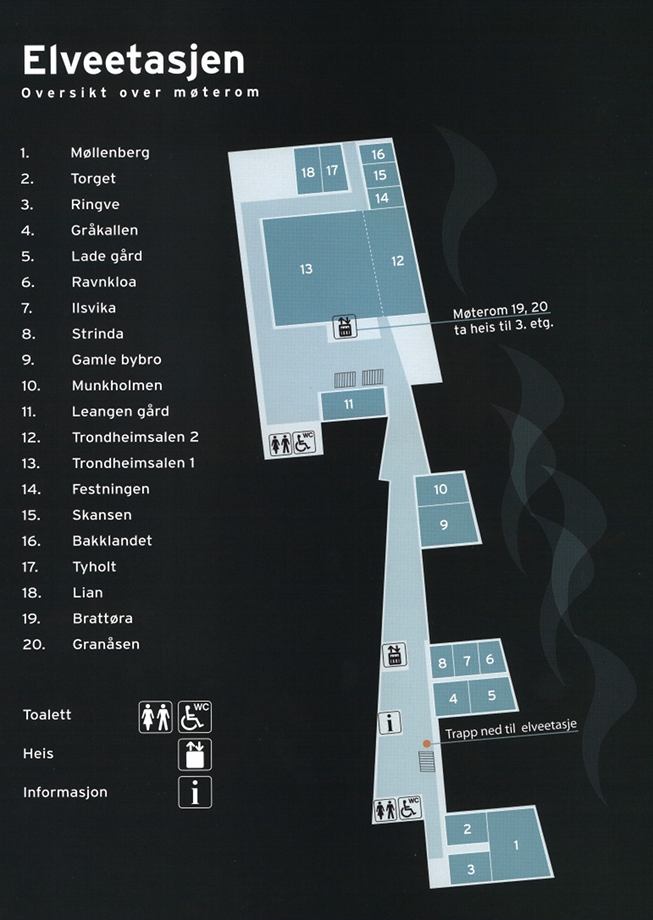 Elveetasjen
Oversikt over møterom
1. Møllenberg
2. Torget
3. Ringve
4. Gråkallen
5. Lade gård
6. Ravnkloa
7. Ilsvika
8. Strinda
9. Gamle bybro
10. Munkholmen
11. Leangen gård
12. Trondheimsalen 2
13. Trondheimsalen 1
14. Festningen
15. Skansen
16. Bakklandet
17. Tyholt
18. Lian
19. Brattøra
20. Granåsen
Toalett WC
Heis
Informasjon i
16
18 17 15
14
13 12
Møterom 19, 20
ta heis til 3. etg.
11
WC
10
9
8 7 6
4 5
i
Trapp ned til elveetasje
WC
2 1
3